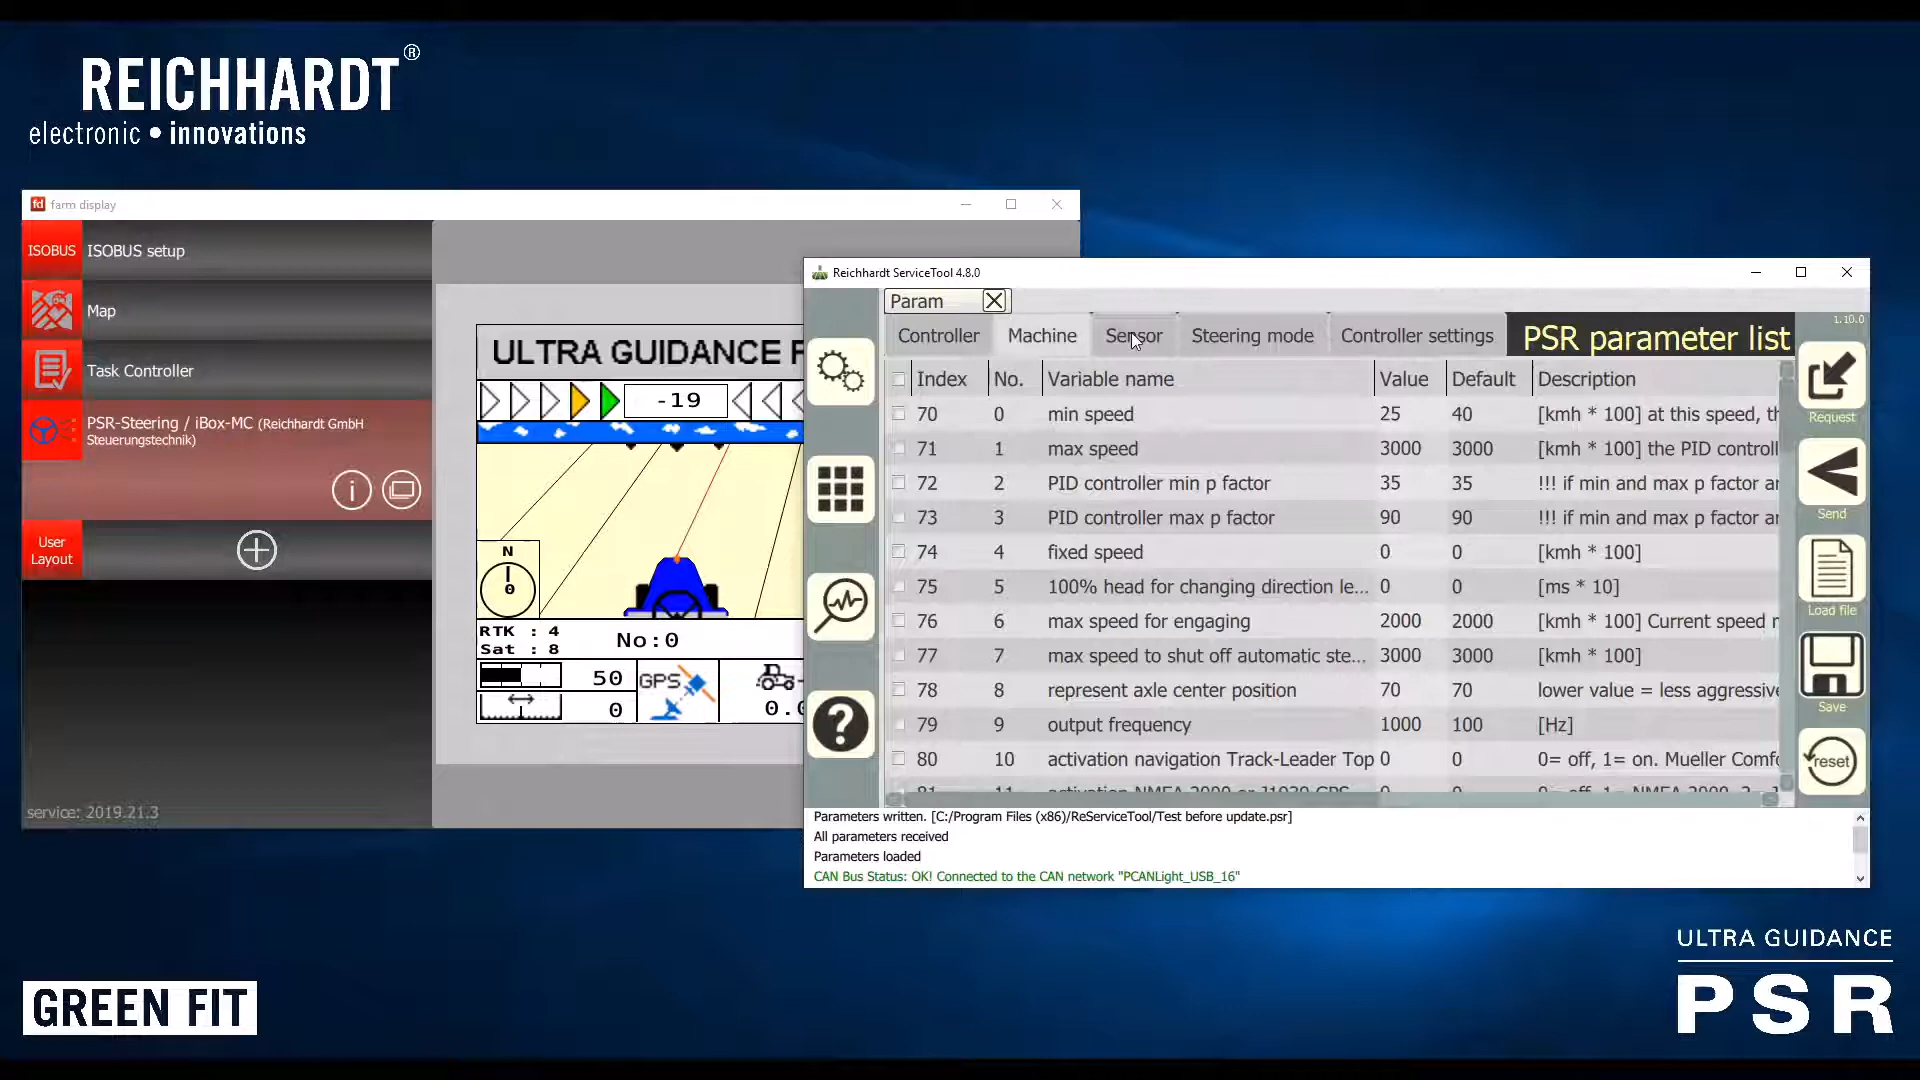 REICHHARDT®
electronic • innovations
fd farm display
ISOBUS ISOBUS setup
Map
Task Controller
PSR-Steering / iBox-MC (Reichhardt GmbH
Steuerungstechnik)
User
Layout
service: 2019.21.3
ULTRA GUIDANCE
-19
N
0
RTK : 4
Sat : 8
No:0
50
GPS
0
0.
Reichhardt ServiceTool 4.8.0
Param
Controller Machine Sensor Steering mode Controller settings PSR parameter list
1.10.0
Index No. Variable name Value Default Description
70 0 min speed 25 40 [kmh * 100] at this speed,
71 1 max speed 3000 3000 [kmh * 100] the PID controll
72 2 PID controller min p factor 35 35 !!! if min and max p factor
73 3 PID controller max p factor 90 90 !!! if min and max p factor
74 4 fixed speed 0 0 [kmh * 100]
75 5 100% head for changing direction le... 0 0 [ms * 10]
76 6 max speed for engaging 2000 2000 [kmh * 100] Current speed
77 7 max speed to shut off automatic ste... 3000 3000 [kmh * 100]
78 8 represent axle center position 70 70 lower value = less aggressive
79 9 output frequency 1000 100 [Hz]
80 10 activation navigation Track-Leader Top 0 0 0= off, 1= on. Mueller Comfo
Request
Send
Load file
Save
reset
Parameters written. [C:/Program Files (x86)/ReServiceTool/Test before update.psr]
All parameters received
Parameters loaded
CAN Bus Status: OK! Connected to the CAN network "PCANLight_USB_16"
GREEN FIT
ULTRA GUIDANCE
PSR